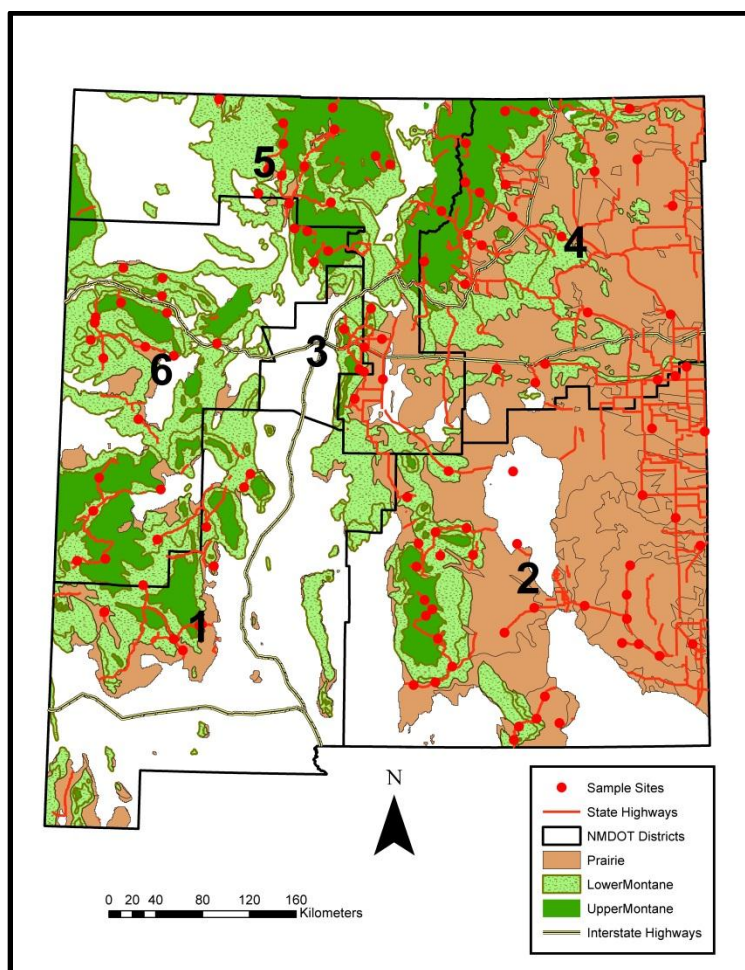 5
4
3
6
2
1
N
Sample Sites
State Highways
NMDOT Districts
Prairie
LowerMontane
UpperMontane
Interstate Highways
0 20 40 80 120 160
Kilometers